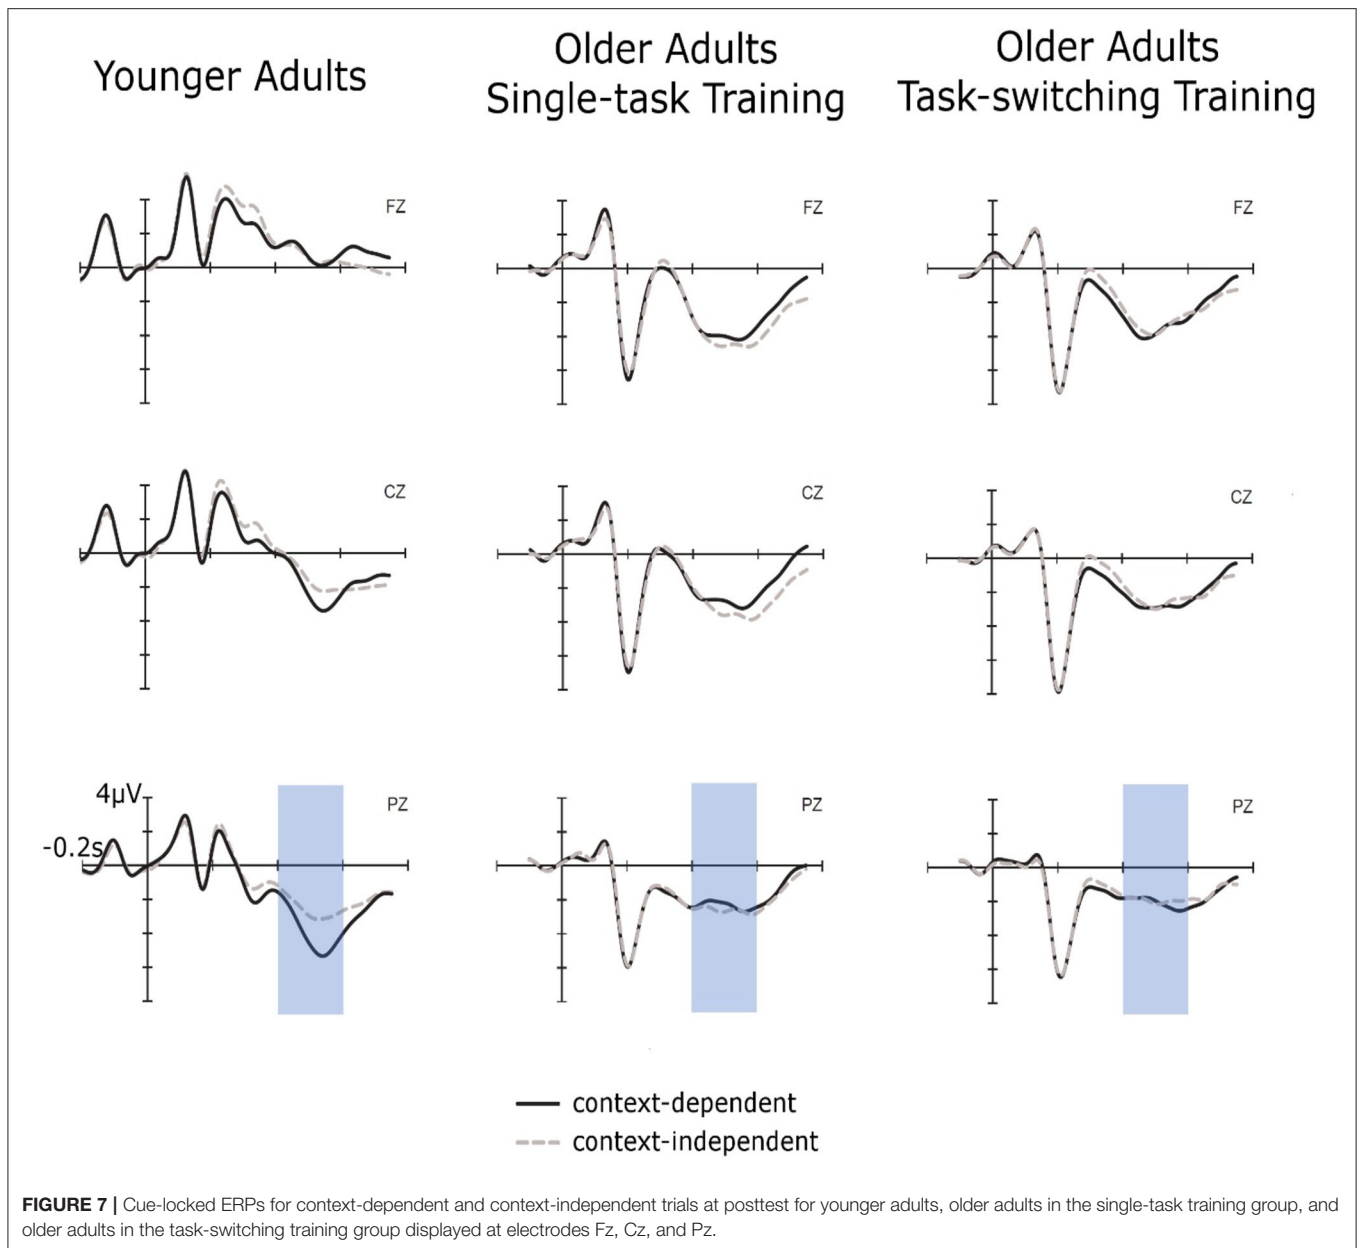 Younger Adults
Older Adults
Single-task Training
Older Adults
Task-switching Training
FZ
FZ
FZ
CZ
CZ
CZ
4µV
-0.2s
PZ
PZ
PZ
context-dependent
context-independent
FIGURE 7 | Cue-locked ERPs for context-dependent and context-independent trials at posttest for younger adults, older adults in the single-task training group, and
older adults in the task-switching training group displayed at electrodes Fz, Cz, and Pz.